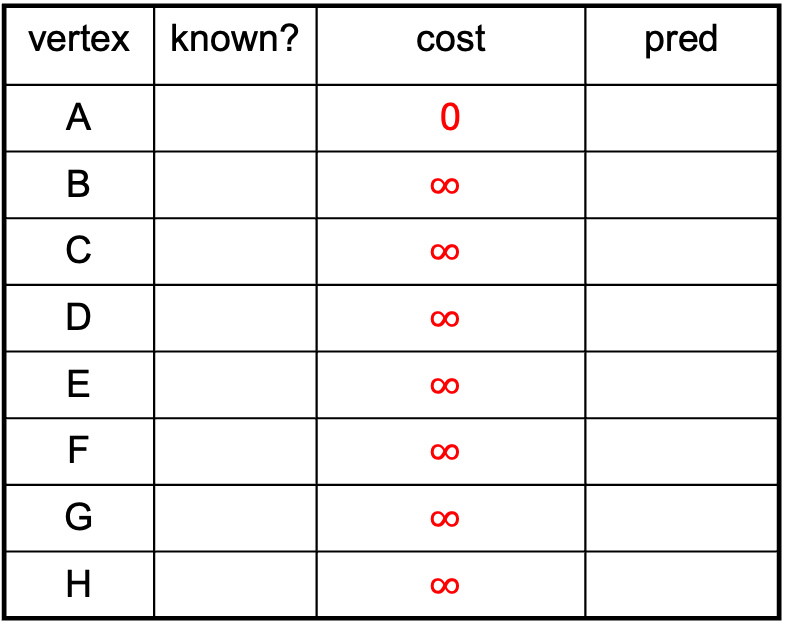 vertex known? cost pred
A 0
B ∞
C ∞
D ∞
E ∞
F ∞
G ∞
H ∞